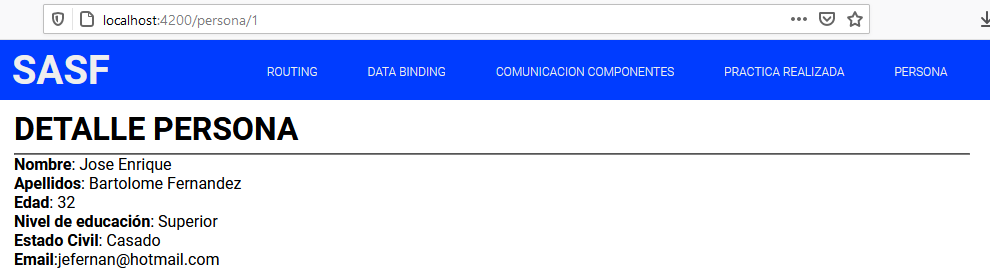 localhost:4200/persona/1
SASF ROUTING DATA BINDING COMUNICACION COMPONENTES PRACTICA REALIZADA PERSONA
DETALLE PERSONA
Nombre: Jose Enrique
Apellidos: Bartolome Fernandez
Edad: 32
Nivel de educación: Superior
Estado Civil: Casado
Email:jefernan@hotmail.com